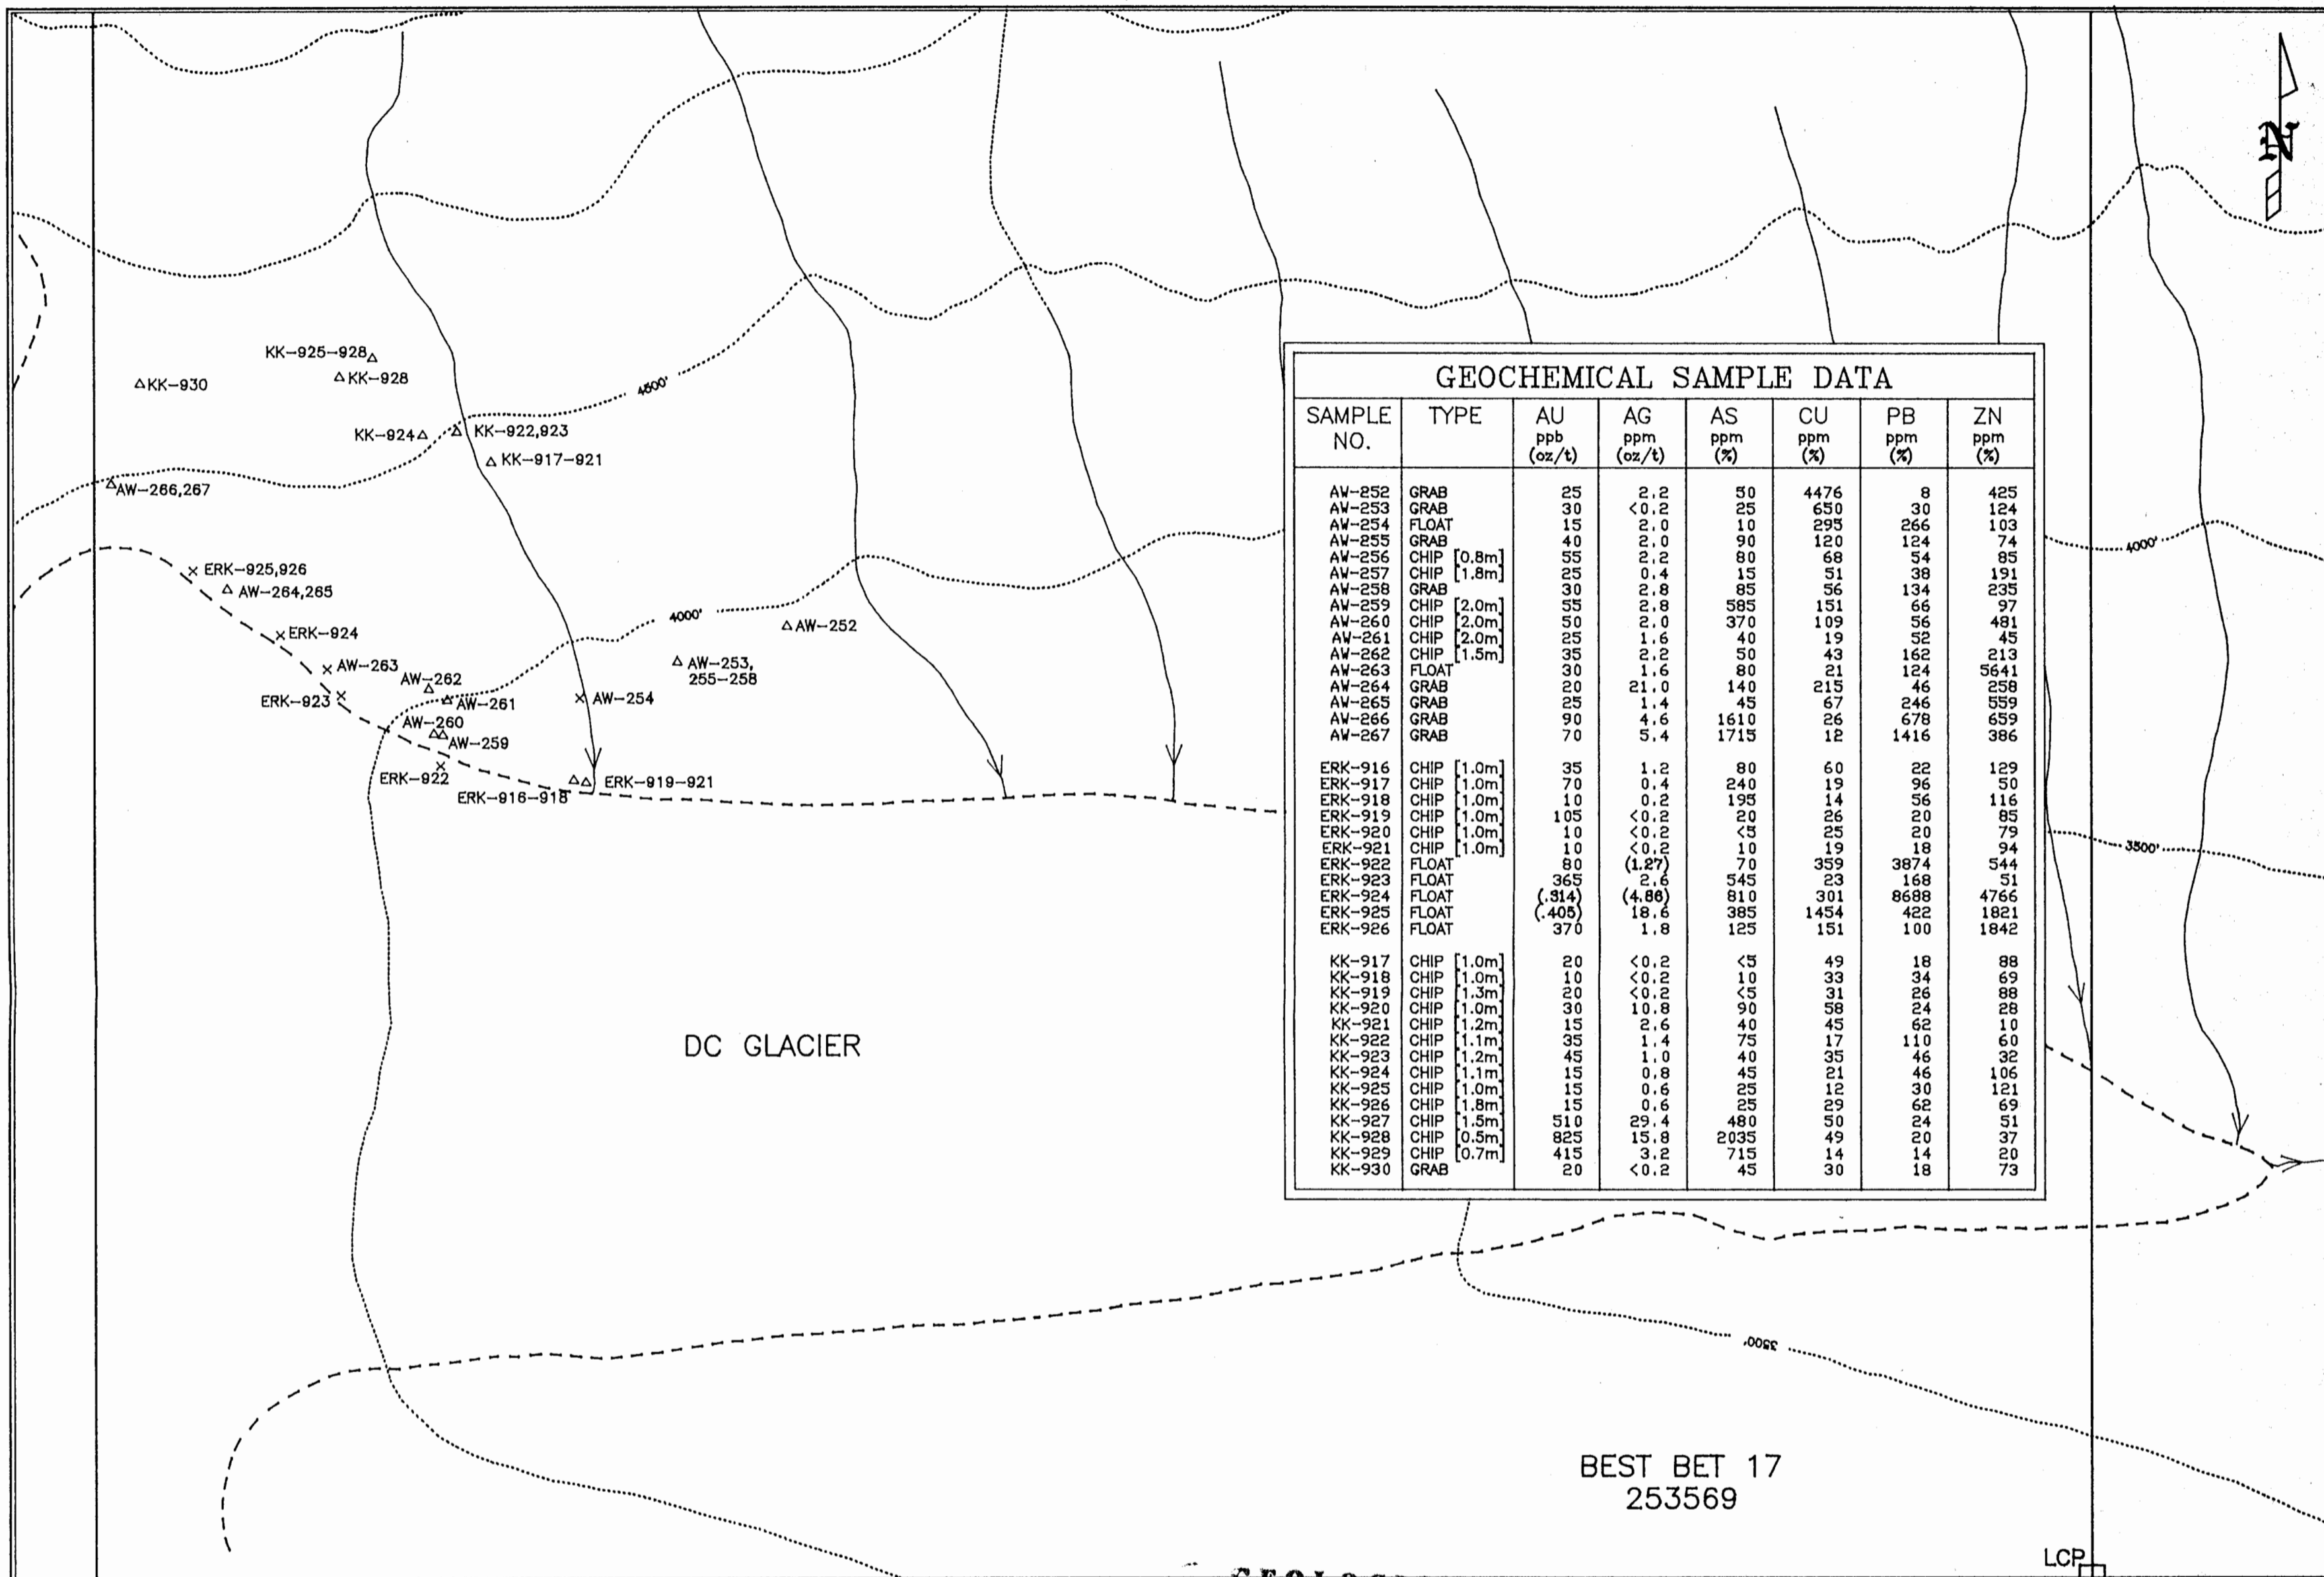 N
KK-925-928
KK-928
KK-930
4500'
KK-924
KK-922,923
KK-917-921
AW-266,267
ERK-925,926
AW-264,265
ERK-924
AW-263
AW-262
ERK-923
AW-261
AW-260
AW-259
ERK-922
ERK-916-918
ERK-919-921
4000'
AW-252
AW-253,
255-258
AW-254
GEOCHEMICAL SAMPLE DATA
SAMPLE NO. TYPE AU ppb (oz/t) AG ppm (oz/t) AS ppm (%) CU ppm (%) PB ppm (%) ZN ppm (%)
AW-252 GRAB 25 2.2 50 4476 8 425
AW-253 GRAB 30 <0.2 25 650 30 124
AW-254 FLOAT 15 2.0 10 295 266 103
AW-255 GRAB 40 2.0 90 120 124 74
AW-256 CHIP [0.8m] 55 2.2 80 68 54 85
AW-257 CHIP [1.8m] 25 0.4 15 51 38 191
AW-258 GRAB 30 2.8 85 56 134 235
AW-259 CHIP [2.0m] 55 2.8 585 151 66 97
AW-260 CHIP [2.0m] 50 2.0 370 109 56 481
AW-261 CHIP [2.0m] 25 1.6 40 19 52 45
AW-262 CHIP [1.5m] 35 2.2 50 43 162 213
AW-263 FLOAT 30 1.6 80 21 124 5641
AW-264 GRAB 20 21.0 140 215 46 258
AW-265 GRAB 25 1.4 45 67 246 559
AW-266 GRAB 90 4.6 1610 26 678 659
AW-267 GRAB 70 5.4 1715 12 1416 386
ERK-916 CHIP [1.0m] 35 1.2 80 60 22 129
ERK-917 CHIP [1.0m] 70 0.4 240 19 96 50
ERK-918 CHIP [1.0m] 10 0.2 195 14 56 116
ERK-919 CHIP [1.0m] 105 <0.2 20 26 20 85
ERK-920 CHIP [1.0m] 10 <0.2 <5 25 20 79
ERK-921 CHIP [1.0m] 10 <0.2 10 19 18 94
ERK-922 FLOAT 80 (1.27) 70 359 3874 544
ERK-923 FLOAT 365 2.6 545 23 168 51
ERK-924 FLOAT (.314) (4.86) 810 301 8688 4766
ERK-925 FLOAT (.405) 18.6 385 1454 422 1821
ERK-926 FLOAT 370 1.8 125 151 100 1842
KK-917 CHIP [1.0m] 20 <0.2 <5 49 18 88
KK-918 CHIP [1.0m] 10 <0.2 10 33 34 69
KK-919 CHIP [1.3m] 20 <0.2 <5 31 26 88
KK-920 CHIP [1.0m] 30 10.8 90 58 24 28
KK-921 CHIP [1.2m] 15 2.6 40 45 62 10
KK-922 CHIP [1.1m] 35 1.4 75 17 110 60
KK-923 CHIP [1.2m] 45 1.0 40 35 46 32
KK-924 CHIP [1.1m] 15 0.8 45 21 46 106
KK-925 CHIP [1.0m] 15 0.6 25 12 30 121
KK-926 CHIP [1.8m] 15 0.6 25 29 62 69
KK-927 CHIP [1.5m] 510 29.4 480 50 24 51
KK-928 CHIP [0.5m] 825 15.8 2035 49 20 37
KK-929 CHIP [0.7m] 415 3.2 715 14 14 20
KK-930 GRAB 20 <0.2 45 30 18 73
4000'
3500'
DC GLACIER
3500'
BEST BET 17
253569
LCP